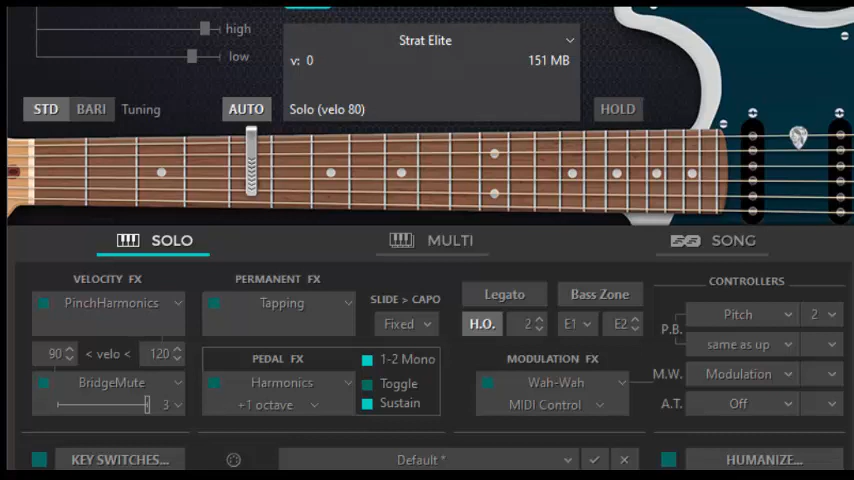 high
low
Strat Elite
v: 0 151 MB
STD BARI Tuning AUTO Solo (velo 80) HOLD
SOLO MULTI SONG
VELOCITY FX PERMANENT FX CONTROLLERS
PinchHarmonics Tapping SLIDE > CAPO Legato Bass Zone
Fixed H.O. 2 E1 E2 Pitch 2
P.B.
90 < velo < 120 same as up
PEDAL FX 1-2 Mono MODULATION FX
BridgeMute Harmonics Toggle Wah-Wah M.W. Modulation
3 +1 octave Sustain MIDI Control A.T. Off
KEY SWITCHES... Default * HUMANIZE...